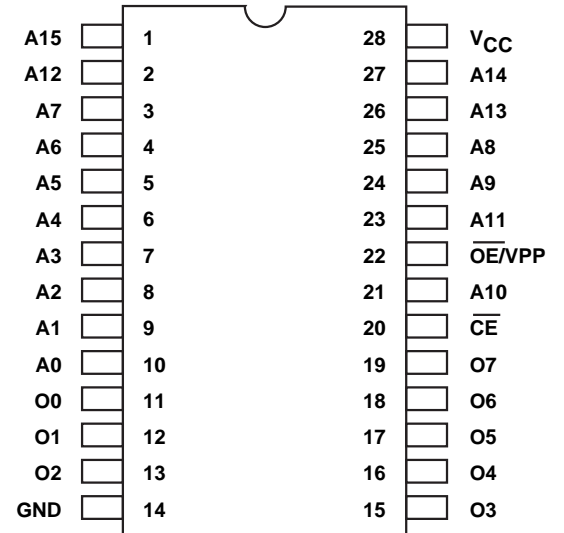 A15 1 28 VCC
A12 2 27 A14
A7 3 26 A13
A6 4 25 A8
A5 5 24 A9
A4 6 23 A11
A3 7 22 O̅E̅/VPP
A2 8 21 A10
A1 9 20 C̅E̅
A0 10 19 O7
O0 11 18 O6
O1 12 17 O5
O2 13 16 O4
GND 14 15 O3